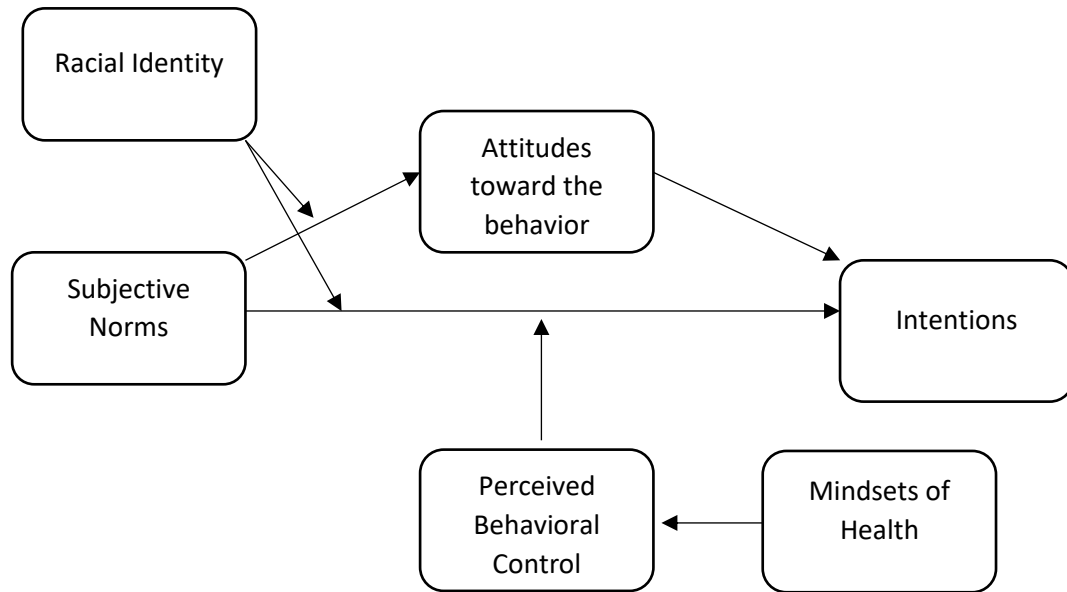 Racial Identity
Attitudes
toward the
behavior
Subjective
Norms
Intentions
Perceived
Behavioral
Control
Mindsets of
Health